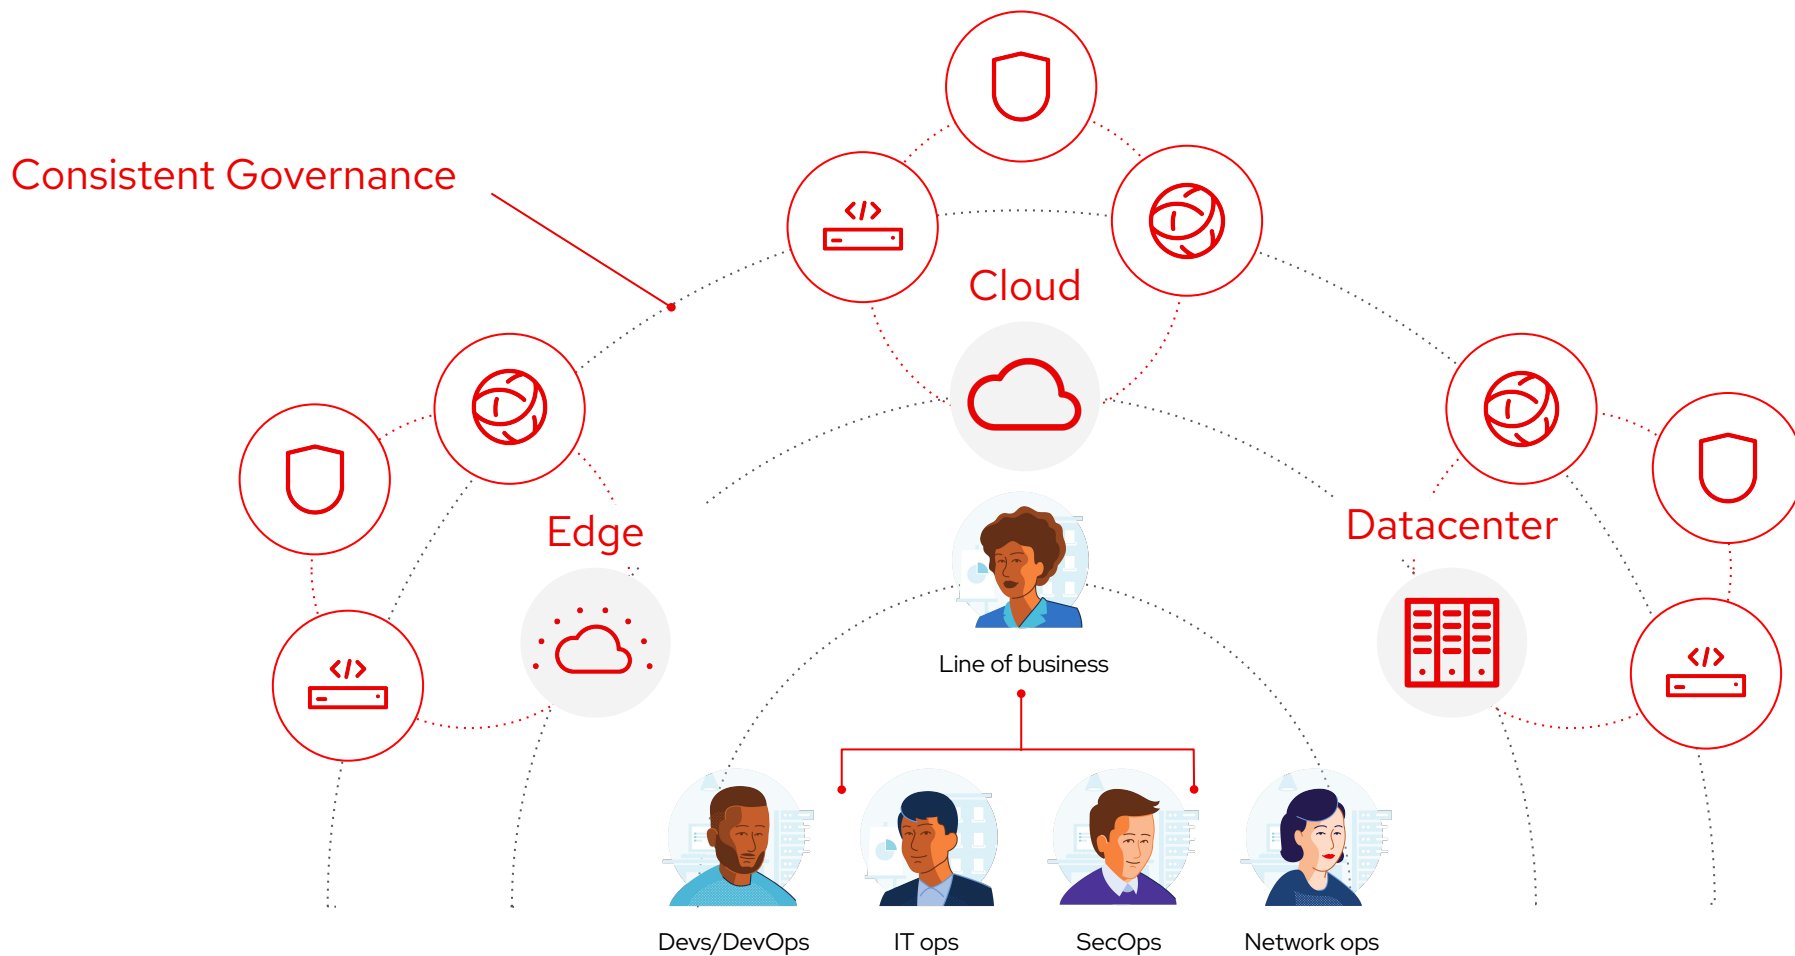 Consistent Governance
Cloud
Edge
Datacenter
Line of business
Devs/DevOps
IT ops
SecOps
Network ops